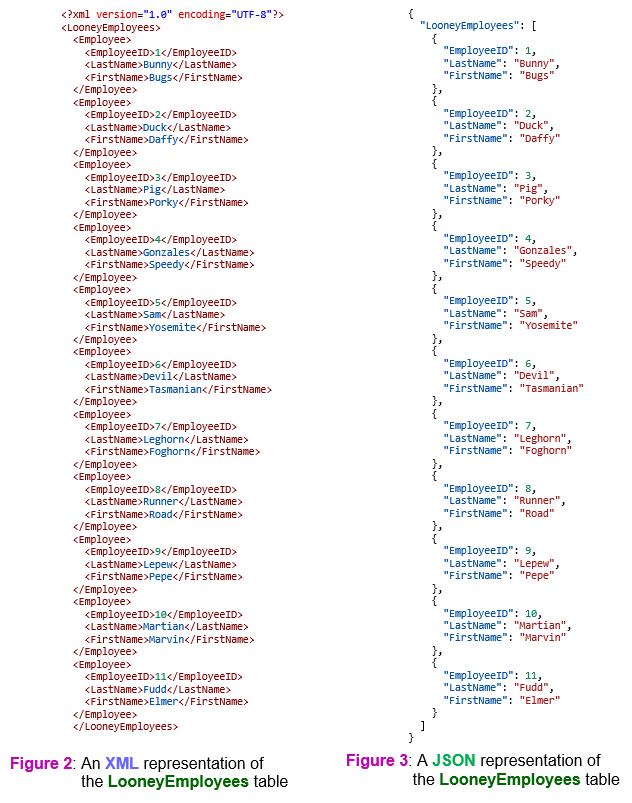 <?xml version="1.0" encoding="UTF-8"?>
<LooneyEmployees>
<Employee>
<EmployeeID>1</EmployeeID>
<LastName>Bunny</LastName>
<FirstName>Bugs</FirstName>
</Employee>
<Employee>
<EmployeeID>2</EmployeeID>
<LastName>Duck</LastName>
<FirstName>Daffy</FirstName>
</Employee>
<Employee>
<EmployeeID>3</EmployeeID>
<LastName>Pig</LastName>
<FirstName>Porky</FirstName>
</Employee>
<Employee>
<EmployeeID>4</EmployeeID>
<LastName>Gonzales</LastName>
<FirstName>Speedy</FirstName>
</Employee>
<Employee>
<EmployeeID>5</EmployeeID>
<LastName>Sam</LastName>
<FirstName>Yosemite</FirstName>
</Employee>
<Employee>
<EmployeeID>6</EmployeeID>
<LastName>Devil</LastName>
<FirstName>Tasmanian</FirstName>
</Employee>
<Employee>
<EmployeeID>7</EmployeeID>
<LastName>Leghorn</LastName>
<FirstName>Foghorn</FirstName>
</Employee>
<Employee>
<EmployeeID>8</EmployeeID>
<LastName>Runner</LastName>
<FirstName>Road</FirstName>
</Employee>
<Employee>
<EmployeeID>9</EmployeeID>
<LastName>Lepew</LastName>
<FirstName>Pepe</FirstName>
</Employee>
<Employee>
<EmployeeID>10</EmployeeID>
<LastName>Martian</LastName>
<FirstName>Marvin</FirstName>
</Employee>
<Employee>
<EmployeeID>11</EmployeeID>
<LastName>Fudd</LastName>
<FirstName>Elmer</FirstName>
</Employee>
</LooneyEmployees>
Figure 2: An XML representation of
the LooneyEmployees table
{
"LooneyEmployees": [
{
"EmployeeID": 1,
"LastName": "Bunny",
"FirstName": "Bugs"
},
{
"EmployeeID": 2,
"LastName": "Duck",
"FirstName": "Daffy"
},
{
"EmployeeID": 3,
"LastName": "Pig",
"FirstName": "Porky"
},
{
"EmployeeID": 4,
"LastName": "Gonzales",
"FirstName": "Speedy"
},
{
"EmployeeID": 5,
"LastName": "Sam",
"FirstName": "Yosemite"
},
{
"EmployeeID": 6,
"LastName": "Devil",
"FirstName": "Tasmanian"
},
{
"EmployeeID": 7,
"LastName": "Leghorn",
"FirstName": "Foghorn"
},
{
"EmployeeID": 8,
"LastName": "Runner",
"FirstName": "Road"
},
{
"EmployeeID": 9,
"LastName": "Lepew",
"FirstName": "Pepe"
},
{
"EmployeeID": 10,
"LastName": "Martian",
"FirstName": "Marvin"
},
{
"EmployeeID": 11,
"LastName": "Fudd",
"FirstName": "Elmer"
}
]
}
Figure 3: A JSON representation of
the LooneyEmployees table